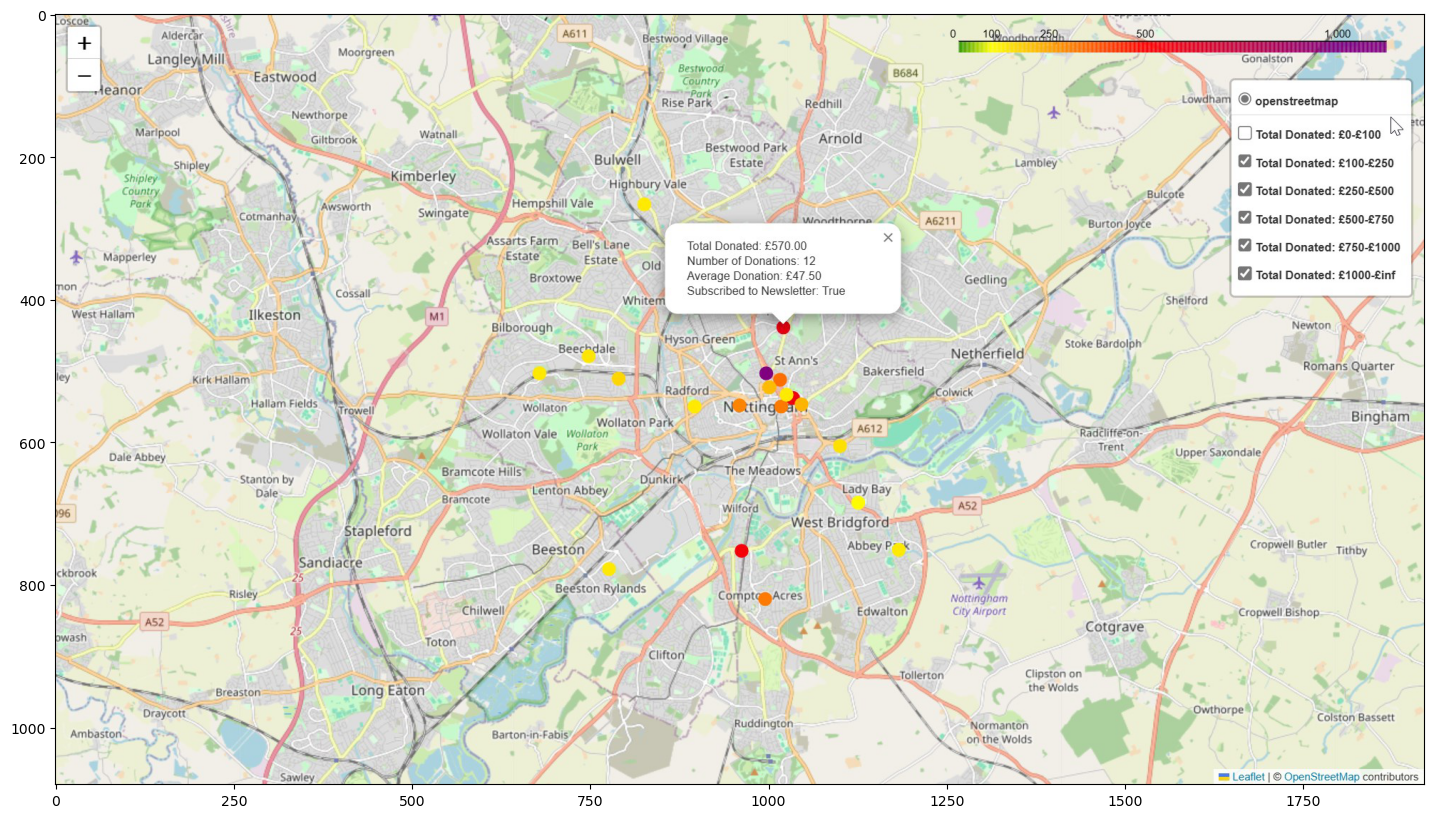 0
200
400
600
800
1000
0
250
500
750
1000
1250
1500
1750
+
−
0
100
250
500
1,000
openstreetmap
Total Donated: £0-£100
Total Donated: £100-£250
Total Donated: £250-£500
Total Donated: £500-£750
Total Donated: £750-£1000
Total Donated: £1000-£inf
Total Donated: £570.00
Number of Donations: 12
Average Donation: £47.50
Subscribed to Newsletter: True
×
Aldercar
Langley Mill
Heanor
Eastwood
Moorgreen
A611
Bestwood Village
Bestwood
Country
Park
B684
Gonalston
Newthorpe
Rise Park
Redhill
Lowdham
Marlpool
Giltbrook
Watnall
Arnold
Shipley
Bulwell
Bestwood Park
Estate
Lambley
Shipley
Country
Park
Kimberley
Highbury Vale
Bulcote
Cotmanhay
Awsworth
Swingate
Hempshill Vale
Woodthorpe
A6211
Burton Joyce
Mapperley
Assarts Farm
Estate
Bell's Lane
Estate
Old
Broxtowe
Gedling
Cossall
Whitem
Shelford
West Hallam
Ilkeston
M1
Bilborough
Hyson Green
Newton
Beechdale
St Ann's
Netherfield
Stoke Bardolph
Kirk Hallam
Bakersfield
Romans Quarter
Hallam Fields
Radford
Colwick
Trowell
Wollaton
Nottingham
Bingham
Wollaton Vale
Wollaton
Park
Wollaton Park
A612
Radcliffe-on-
Trent
Dale Abbey
Upper Saxondale
Stanton by
Dale
Bramcote Hills
The Meadows
Dunkirk
Lenton Abbey
Lady Bay
Bramcote
A52
Wilford
Stapleford
West Bridgford
Beeston
Abbey Park
Cropwell Butler
Tithby
Sandiacre
25
Beeston Rylands
Compton Acres
Nottingham
City Airport
Risley
Chilwell
Edwalton
Cropwell Bishop
A52
25
Toton
Cotgrave
Clifton
Tollerton
Clipston on
the Wolds
Breaston
Long Eaton
Owthorpe
Draycott
Ruddington
Colston Bassett
Ambaston
Barton-in-Fabis
Normanton
on the Wolds
Sawley
Leaflet | © OpenStreetMap contributors